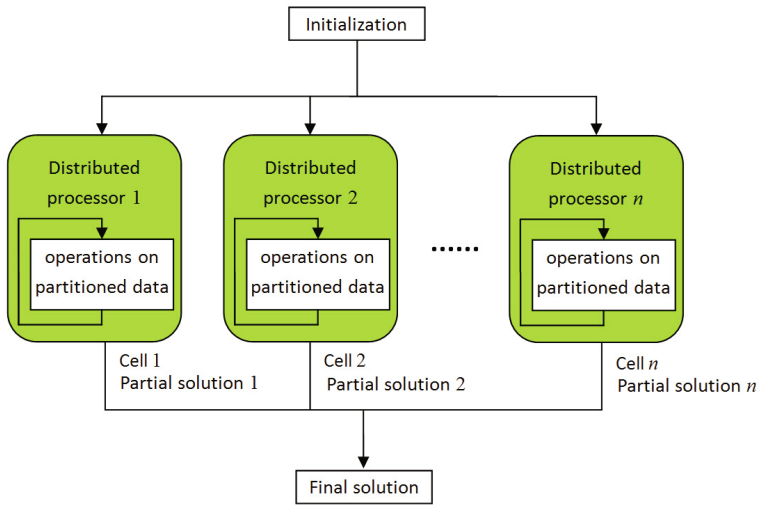 Initialization
Distributed
processor 1
operations on
partitioned data
Cell 1
Partial solution 1
Distributed
processor 2
operations on
partitioned data
Cell 2
Partial solution 2
......
Distributed
processor n
operations on
partitioned data
Cell n
Partial solution n
Final solution